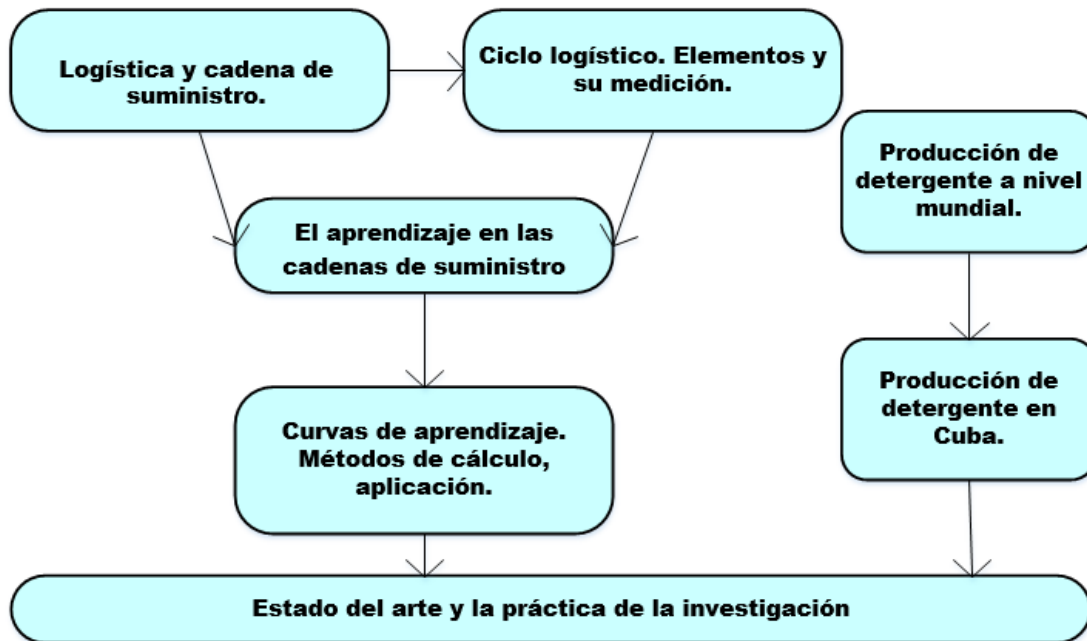 Logística y cadena de
suministro.
Ciclo logístico. Elementos y
su medición.
Producción de
detergente a nivel
mundial.
El aprendizaje en las
cadenas de suministro
Producción de
detergente en
Cuba.
Curvas de aprendizaje.
Métodos de cálculo,
aplicación.
Estado del arte y la práctica de la investigación